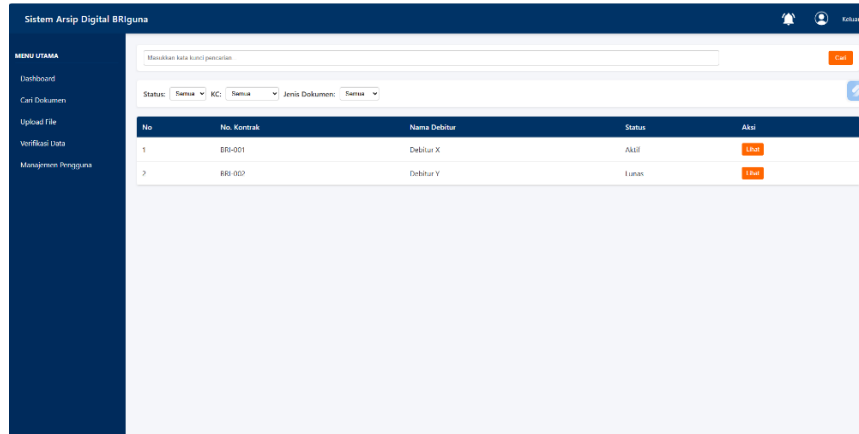 Sistem Arsip Digital BRIguna
Keluar
MENU UTAMA
Dashboard
Cari Dokumen
Upload File
Verifikasi Data
Manajemen Pengguna
Masukkan kata kunci pencarian
Cari
Status: Semua KC: Semua Jenis Dokumen: Semua
No No. Kontrak Nama Debitur Status Aksi
1 BRI-001 Debitur X Aktif Lihat
2 BRI-002 Debitur Y Lunas Lihat